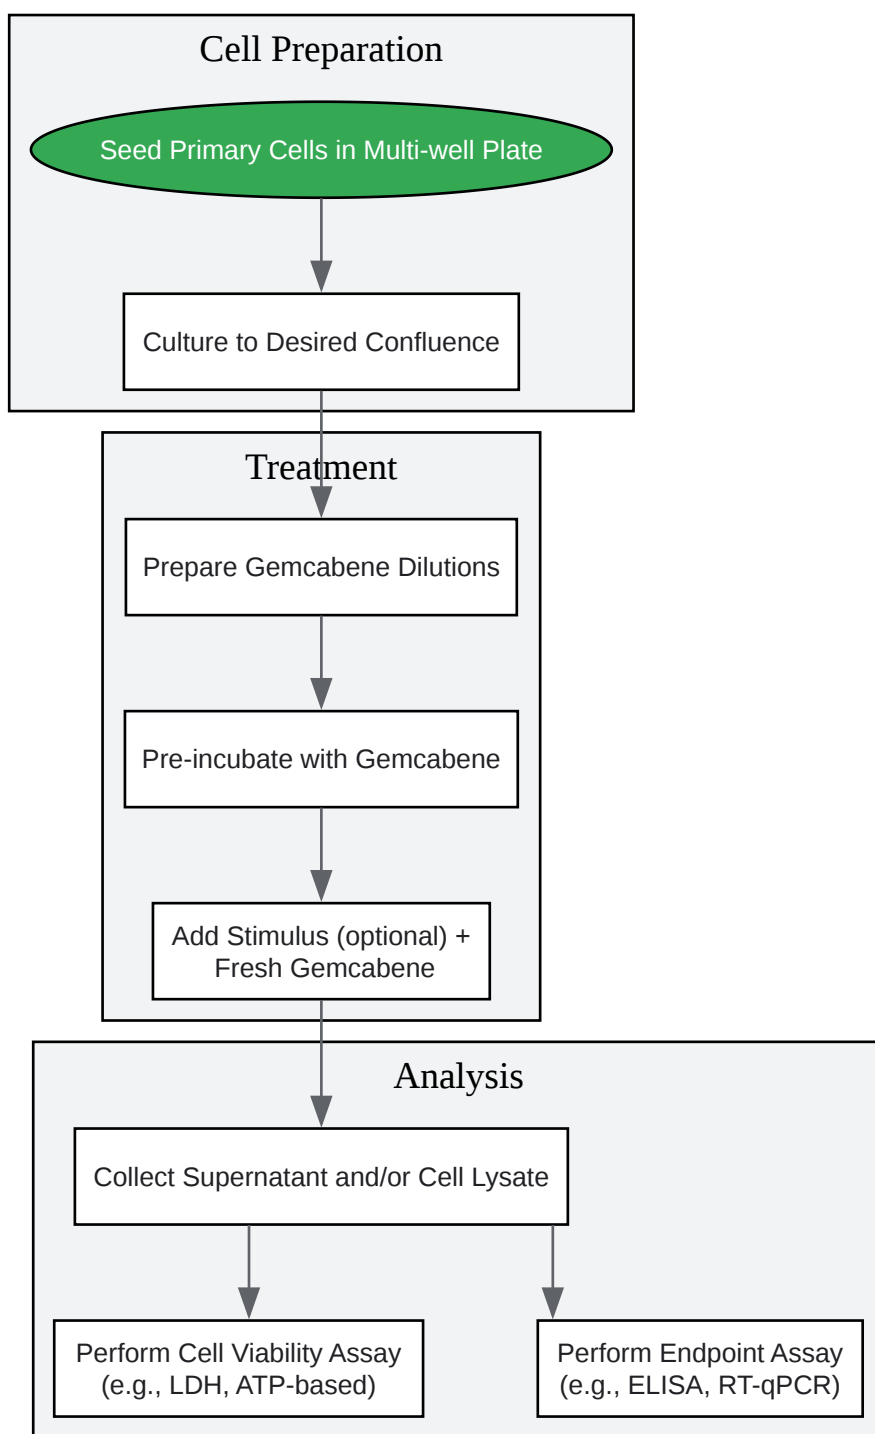 Cell Preparation
Seed Primary Cells in Multi-well Plate
Culture to Desired Confluence
Treatment
Prepare Gemcabene Dilutions
Pre-incubate with Gemcabene
Add Stimulus (optional) +
Fresh Gemcabene
Analysis
Collect Supernatant and/or Cell Lysate
Perform Cell Viability Assay
(e.g., LDH, ATP-based)
Perform Endpoint Assay
(e.g., ELISA, RT-qPCR)